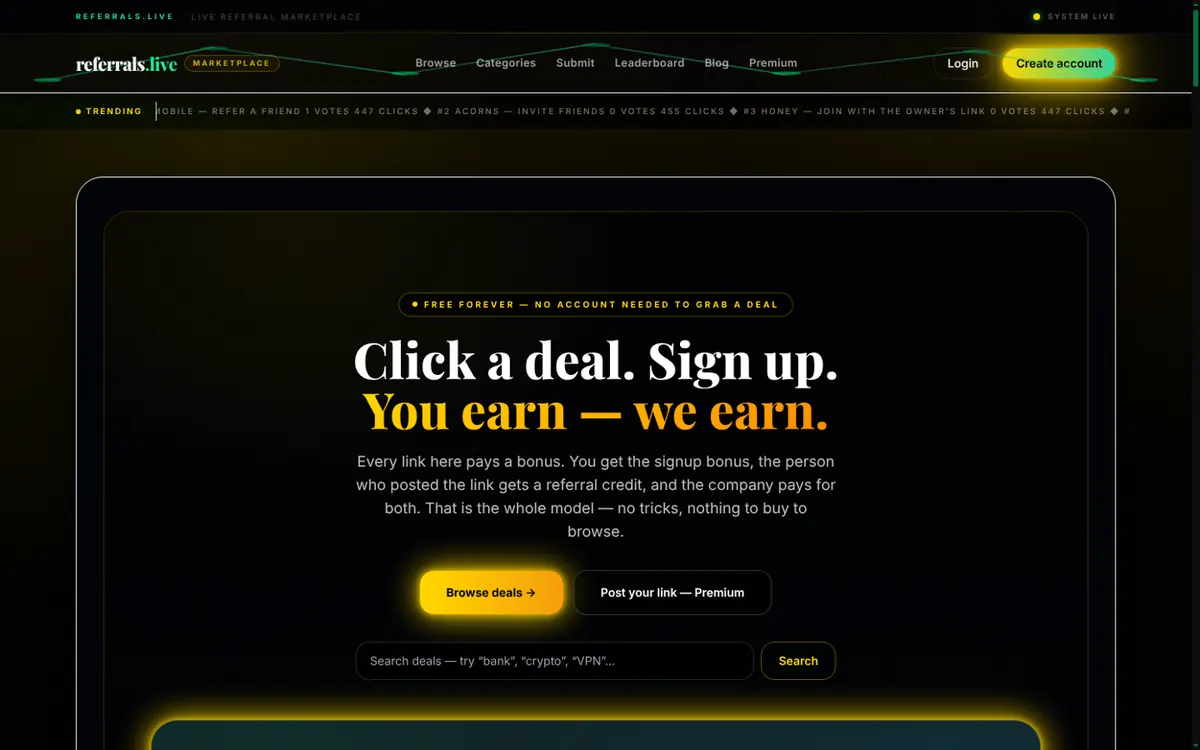 REFERRALS.LIVE LIVE REFERRAL MARKETPLACE SYSTEM LIVE
referrals.live MARKETPLACE Browse Categories Submit Leaderboard Blog Premium Login Create account
TRENDING MOBILE — REFER A FRIEND 1 VOTES 447 CLICKS ◆ #2 ACORNS — INVITE FRIENDS 0 VOTES 455 CLICKS ◆ #3 HONEY — JOIN WITH THE OWNER'S LINK 0 VOTES 447 CLICKS ◆ #
FREE FOREVER — NO ACCOUNT NEEDED TO GRAB A DEAL
Click a deal. Sign up.
You earn — we earn.
Every link here pays a bonus. You get the signup bonus, the person
who posted the link gets a referral credit, and the company pays for
both. That is the whole model — no tricks, nothing to buy to
browse.
Browse deals → Post your link — Premium
Search deals — try “bank”, “crypto”, “VPN”... Search